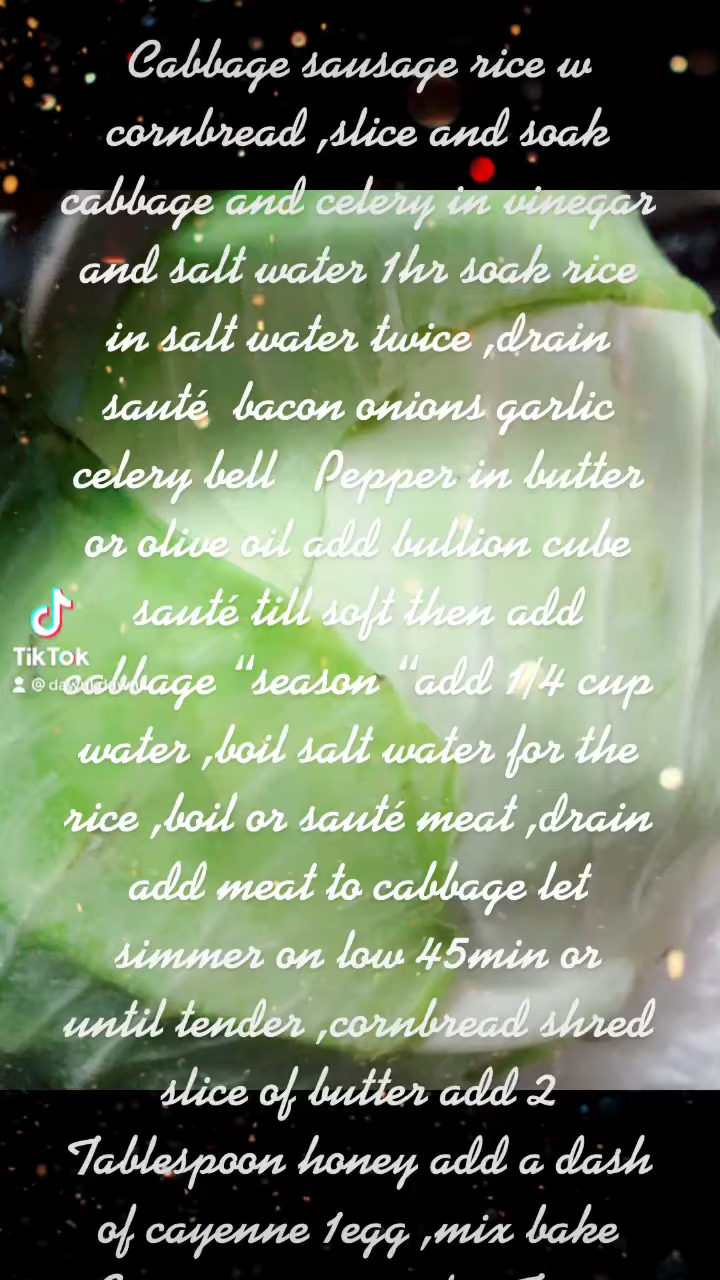 Cabbage sausage rice w
cornbread ,slice and soak
cabbage and celery in vinegar
and salt water 1hr soak rice
in salt water twice ,drain
sauté bacon onions garlic
celery bell Pepper in butter
or olive oil add bullion cube
sauté till soft then add
cabbage “season “add 1/4 cup
water ,boil salt water for the
rice ,boil or sauté meat ,drain
add meat to cabbage let
simmer on low 45min or
until tender ,cornbread shred
slice of butter add 2
Tablespoon honey add a dash
of cayenne 1egg ,mix bake
TikTok